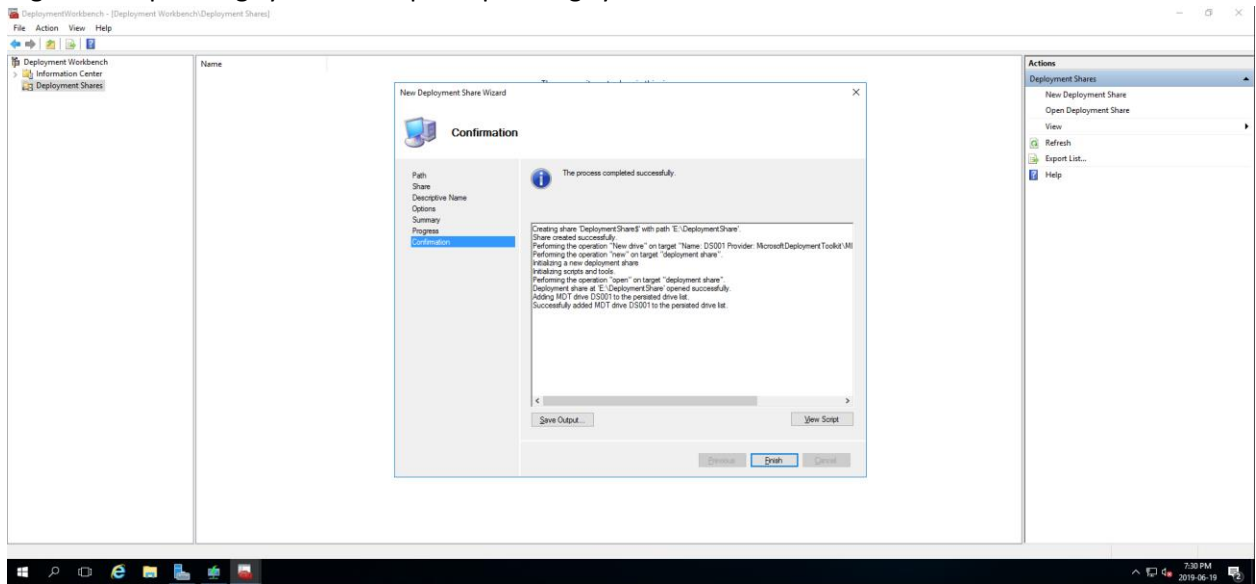 DeploymentWorkbench - [Deployment Workbench\Deployment Shares]
File Action View Help
Deployment Workbench
Information Center
Deployment Shares
Name
Actions
Deployment Shares
New Deployment Share
Open Deployment Share
View
Refresh
Export List...
Help
New Deployment Share Wizard
Confirmation
Path
Share
Descriptive Name
Options
Summary
Progress
Confirmation
The process completed successfully.
Creating share 'DeploymentShare$' with path 'E:\DeploymentShare'.
Share created successfully.
Performing the operation "New drive" on target "Name: DS001 Provider: MicrosoftDeploymentToolkit\MI
Performing the operation "new" on target "deployment share".
Initializing a new deployment share
Initializing scripts and tools.
Performing the operation "open" on target "deployment share".
Deployment share at 'E:\DeploymentShare' opened successfully.
Adding MDT drive DS001 to the persisted drive list.
Successfully added MDT drive DS001 to the persisted drive list.
Save Output...
View Script
Previous
Finish
Cancel
7:30 PM
2019-06-19